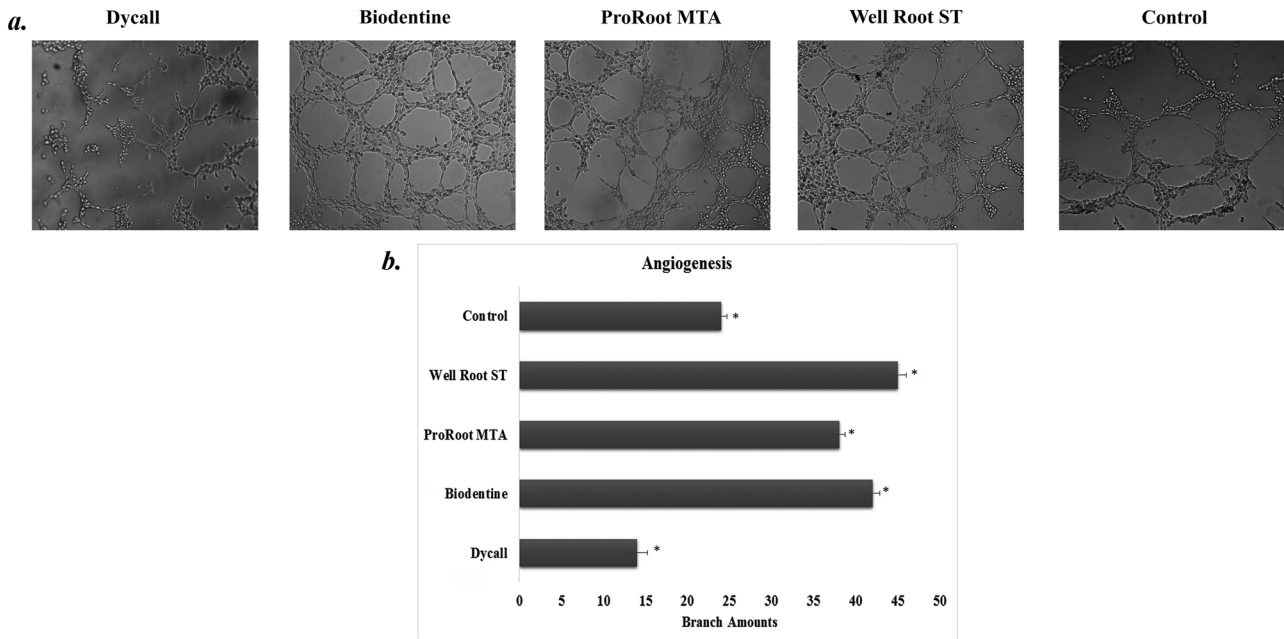 Dycall Biodentine ProRoot MTA Well Root ST Control
a.
b.
Angiogenesis
Control *
Well Root ST *
ProRoot MTA *
Biodentine *
Dycall *
0 5 10 15 20 25 30 35 40 45 50
Branch Amounts